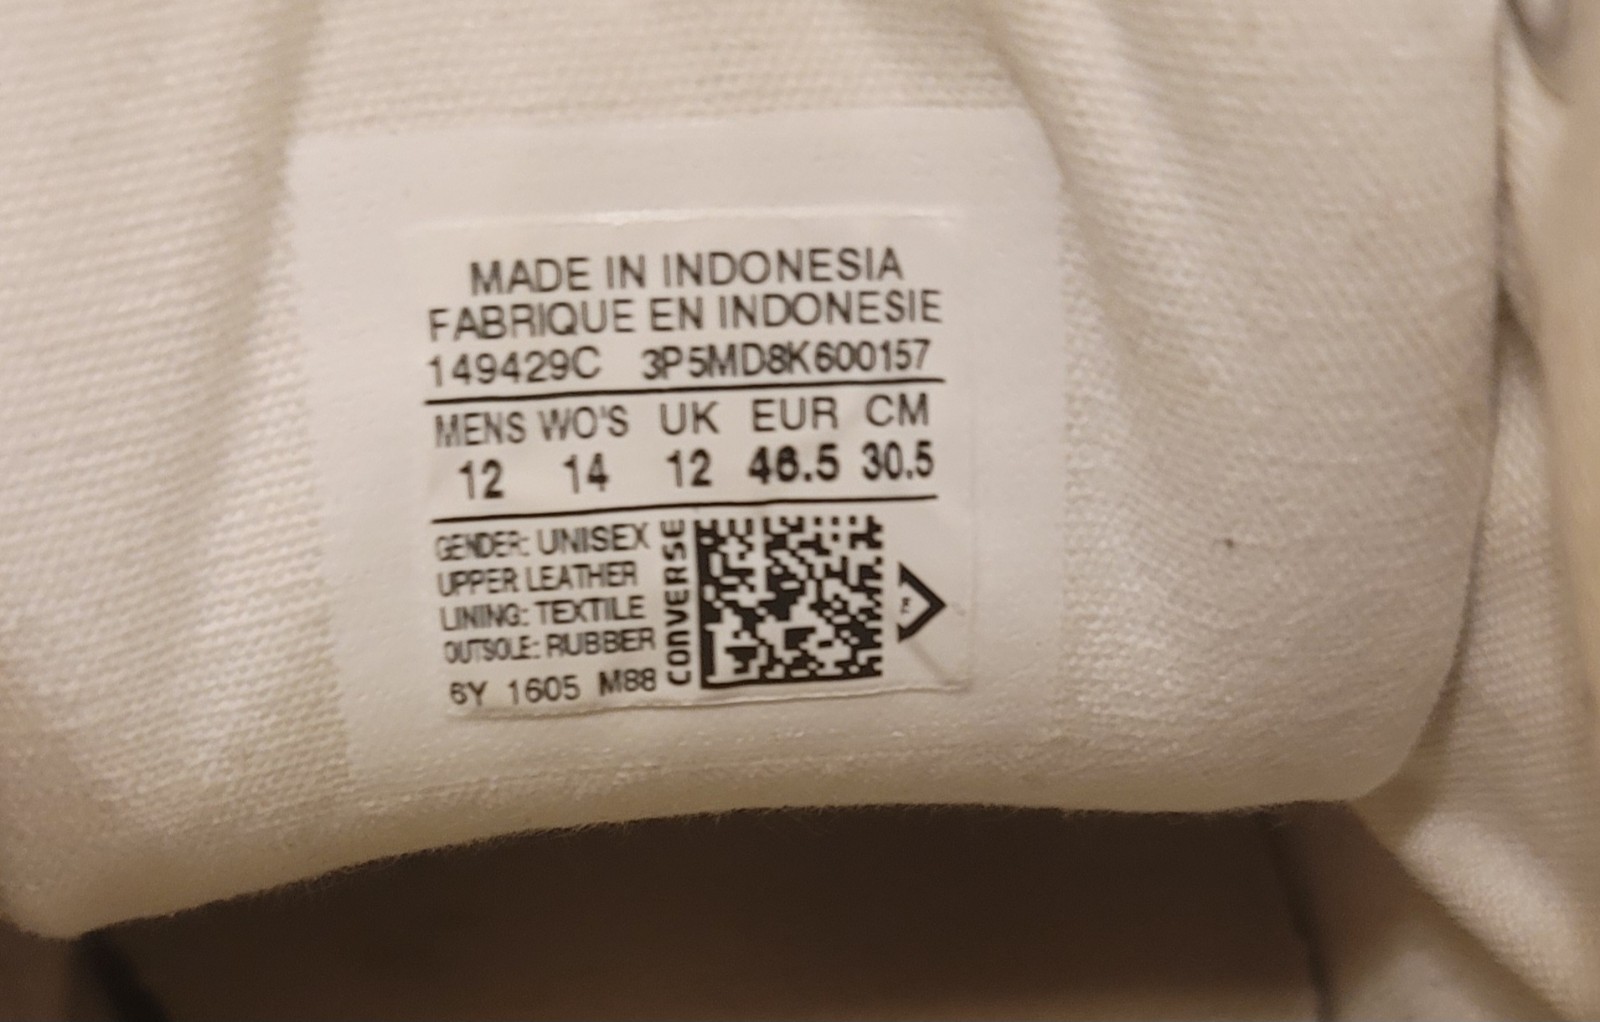 MADE IN INDONESIA
FABRIQUE EN INDONESIE
149429C 3P5MD8K600157
MENS WO'S UK EUR CM
12 14 12 46.5 30.5
GENDER: UNISEX
UPPER: LEATHER
LINING: TEXTILE
OUTSOLE: RUBBER
6Y 1605 M88
CONVERSE